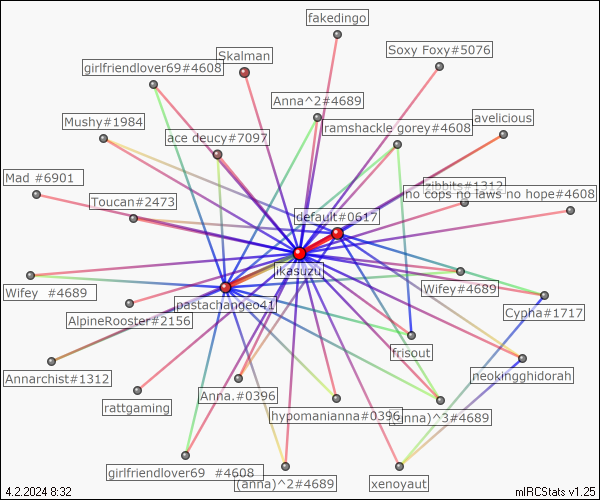 fakedingo
Soxy Foxy#5076
Skalman
girlfriendlover69#4608
Anna^2#4689
avelicious
Mushy#1984
ramshackle gorey#4608
ace deucy#7097
Mad #6901
zibbits#1312
no cops no laws no hope#4608
Toucan#2473
default#0617
ikasuzu
Wifey #4689
Wifey#4689
pastachangeo41
Cypha#1717
AlpineRooster#2156
frisout
Annarchist#1312
neokingghidorah
Anna.#0396
rattgaming
hypomanianna#0396
(anna)^3#4689
girlfriendlover69 #4608
(anna)^2#4689
xenoyaut
4.2.2024 8:32
mIRCStats v1.25